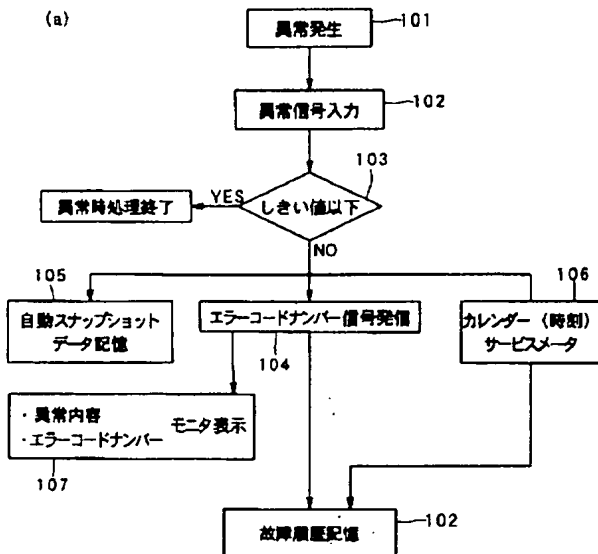 (a)
異常発生
101
異常信号入力
102
103
しきい値以下
YES
異常時処理終了
NO
105
106
自動スナップショット
データ記憶
エラーコードナンバー信号発信
104
カレンダー(時刻)
サービスメータ
・異常内容
・エラーコードナンバー
モニタ表示
107
故障履歴記憶
102